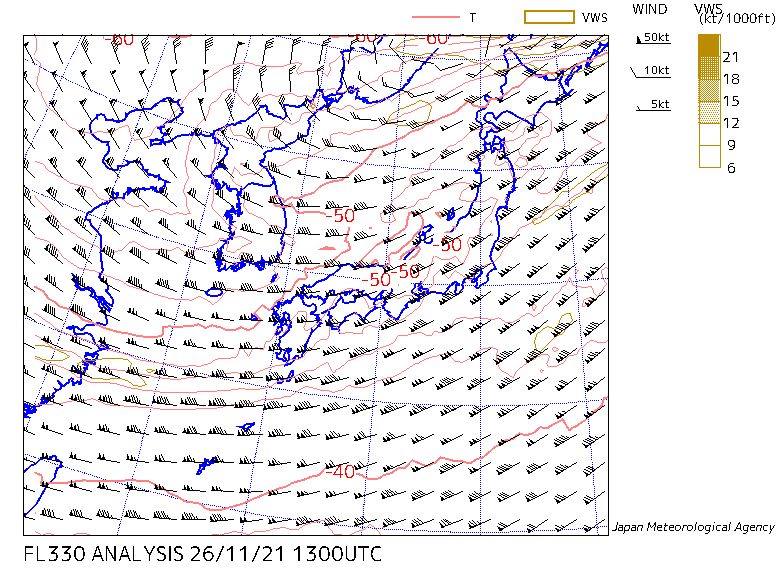 T
VWS
WIND
VWS
(kt/1000ft)
50kt
10kt
5kt
21
18
15
12
9
6
-60
-60
-60
-50
-50
-50
-50
-40
Japan Meteorological Agency
FL330 ANALYSIS 26/11/21 1300UTC